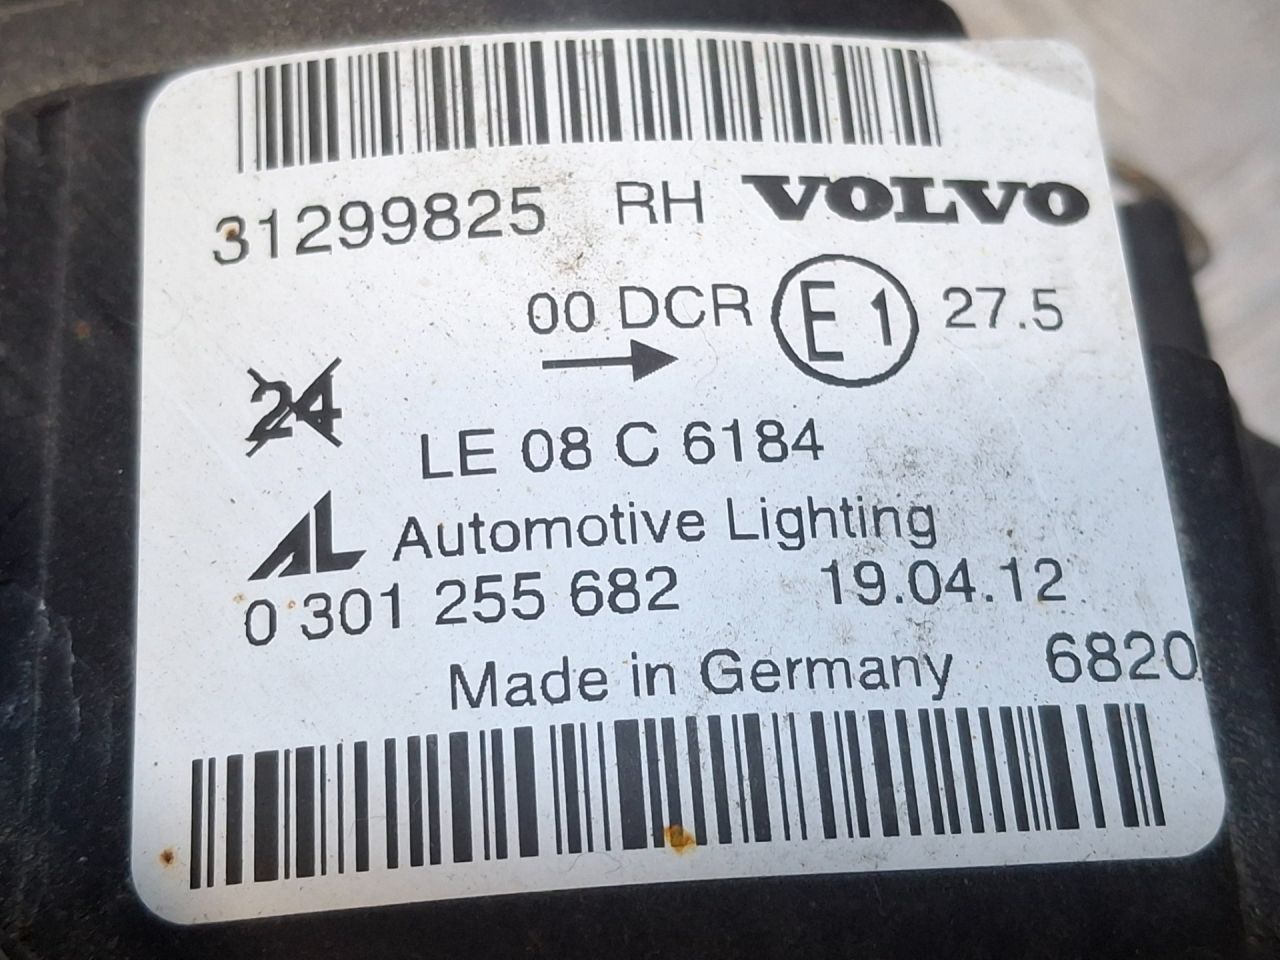 31299825 RH VOLVO
00 DCR E1 27.5
24
LE 08 C 6184
AL Automotive Lighting
0 301 255 682 19.04.12
Made in Germany 6820